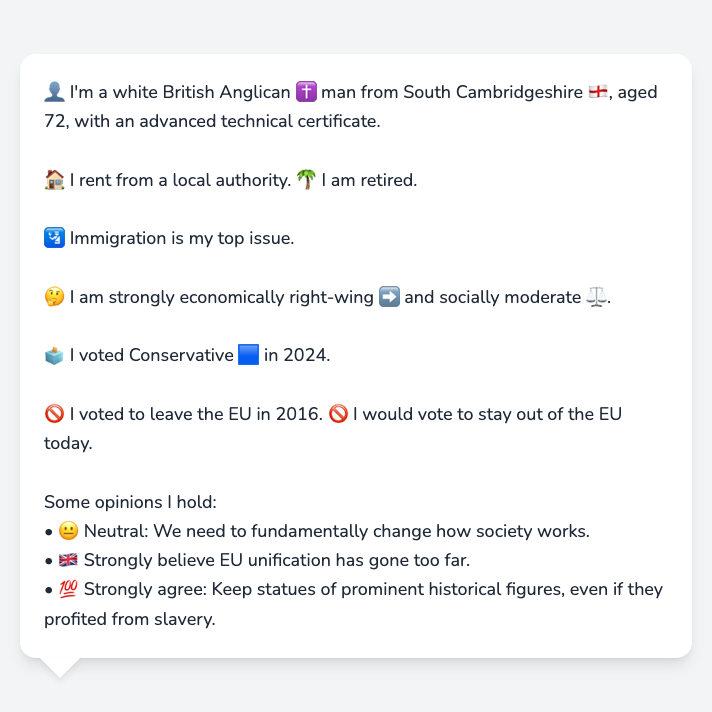 👤 I'm a white British Anglican ✝️ man from South Cambridgeshire 🏴󠁧󠁢󠁥󠁮󠁧󠁿, aged
72, with an advanced technical certificate.
🏠 I rent from a local authority. 🌴 I am retired.
🛂 Immigration is my top issue.
🤔 I am strongly economically right-wing ➡️ and socially moderate ⚖️.
🗳️ I voted Conservative 🟦 in 2024.
🚫 I voted to leave the EU in 2016. 🚫 I would vote to stay out of the EU
today.
Some opinions I hold:
• 😐 Neutral: We need to fundamentally change how society works.
• 🇬🇧 Strongly believe EU unification has gone too far.
• 💯 Strongly agree: Keep statues of prominent historical figures, even if they
profited from slavery.